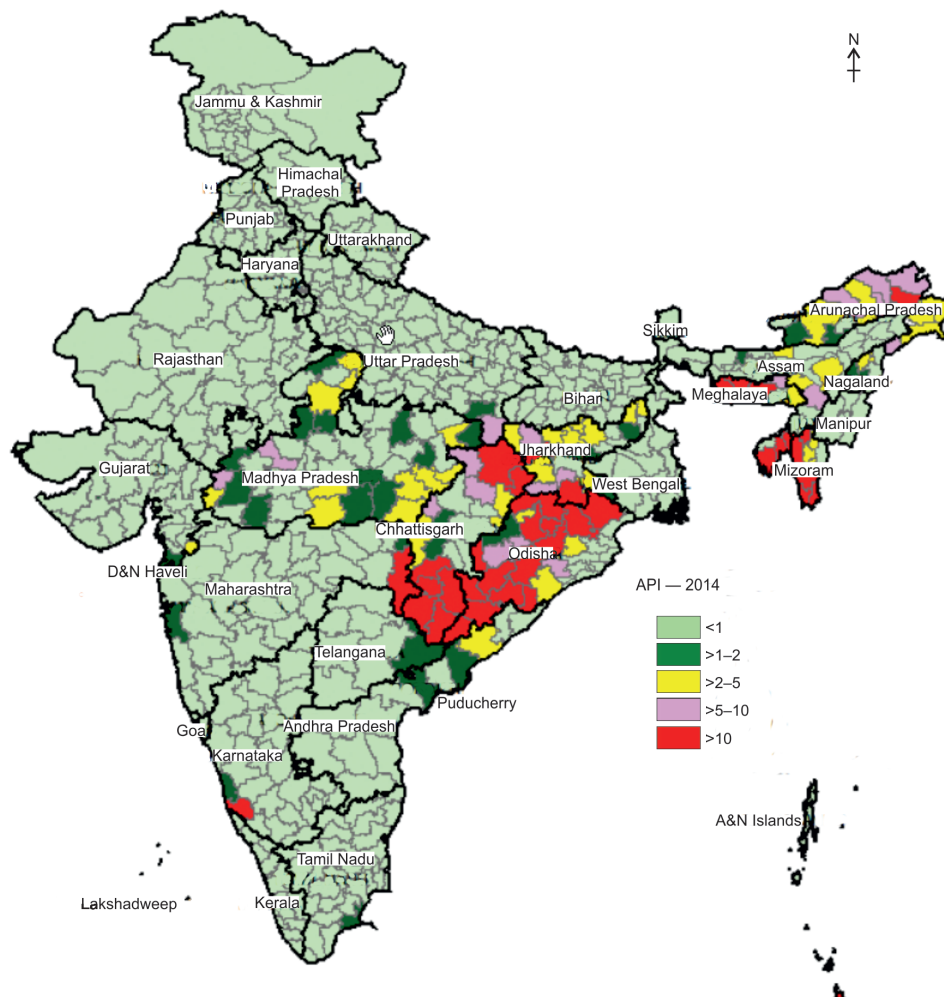 N
Jammu & Kashmir
Himachal
Pradesh
Punjab
Uttarakhand
Haryana
Arunachal Pradesh
Sikkim
Rajasthan
Uttar Pradesh
Assam
Nagaland
Meghalaya
Bihar
Manipur
Jharkhand
Gujarat
Madhya Pradesh
Mizoram
West Bengal
Chhattisgarh
Odisha
D&N Haveli
Maharashtra
API — 2014
<1
>1–2
>2–5
>5–10
>10
Telangana
Puducherry
Goa
Andhra Pradesh
Karnataka
A&N Islands
Tamil Nadu
Lakshadweep
Kerala